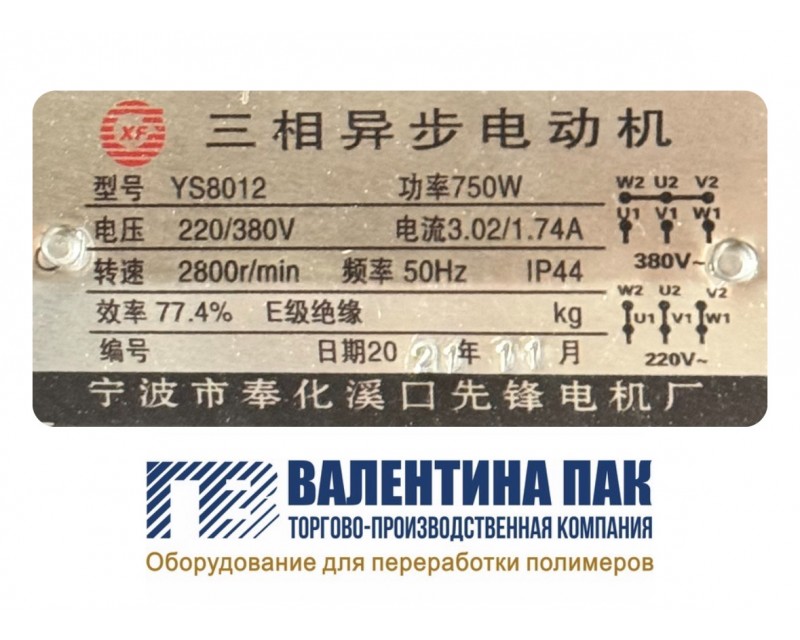 XF 三相异步电动机
型号 YS8012 功率750W
电压 220/380V 电流3.02/1.74A
转速 2800r/min 频率 50Hz IP44
效率 77.4% E级绝缘 kg
编号 日期20 21 年 11 月
W2 U2 V2
U1 V1 W1
380V~
W2 U2 V2
U1 V1 W1
220V~
宁波市奉化溪口先锋电机厂
ВАЛЕНТИНА ПАК
ТОРГОВО-ПРОИЗВОДСТВЕННАЯ КОМПАНИЯ
Оборудование для переработки полимеров